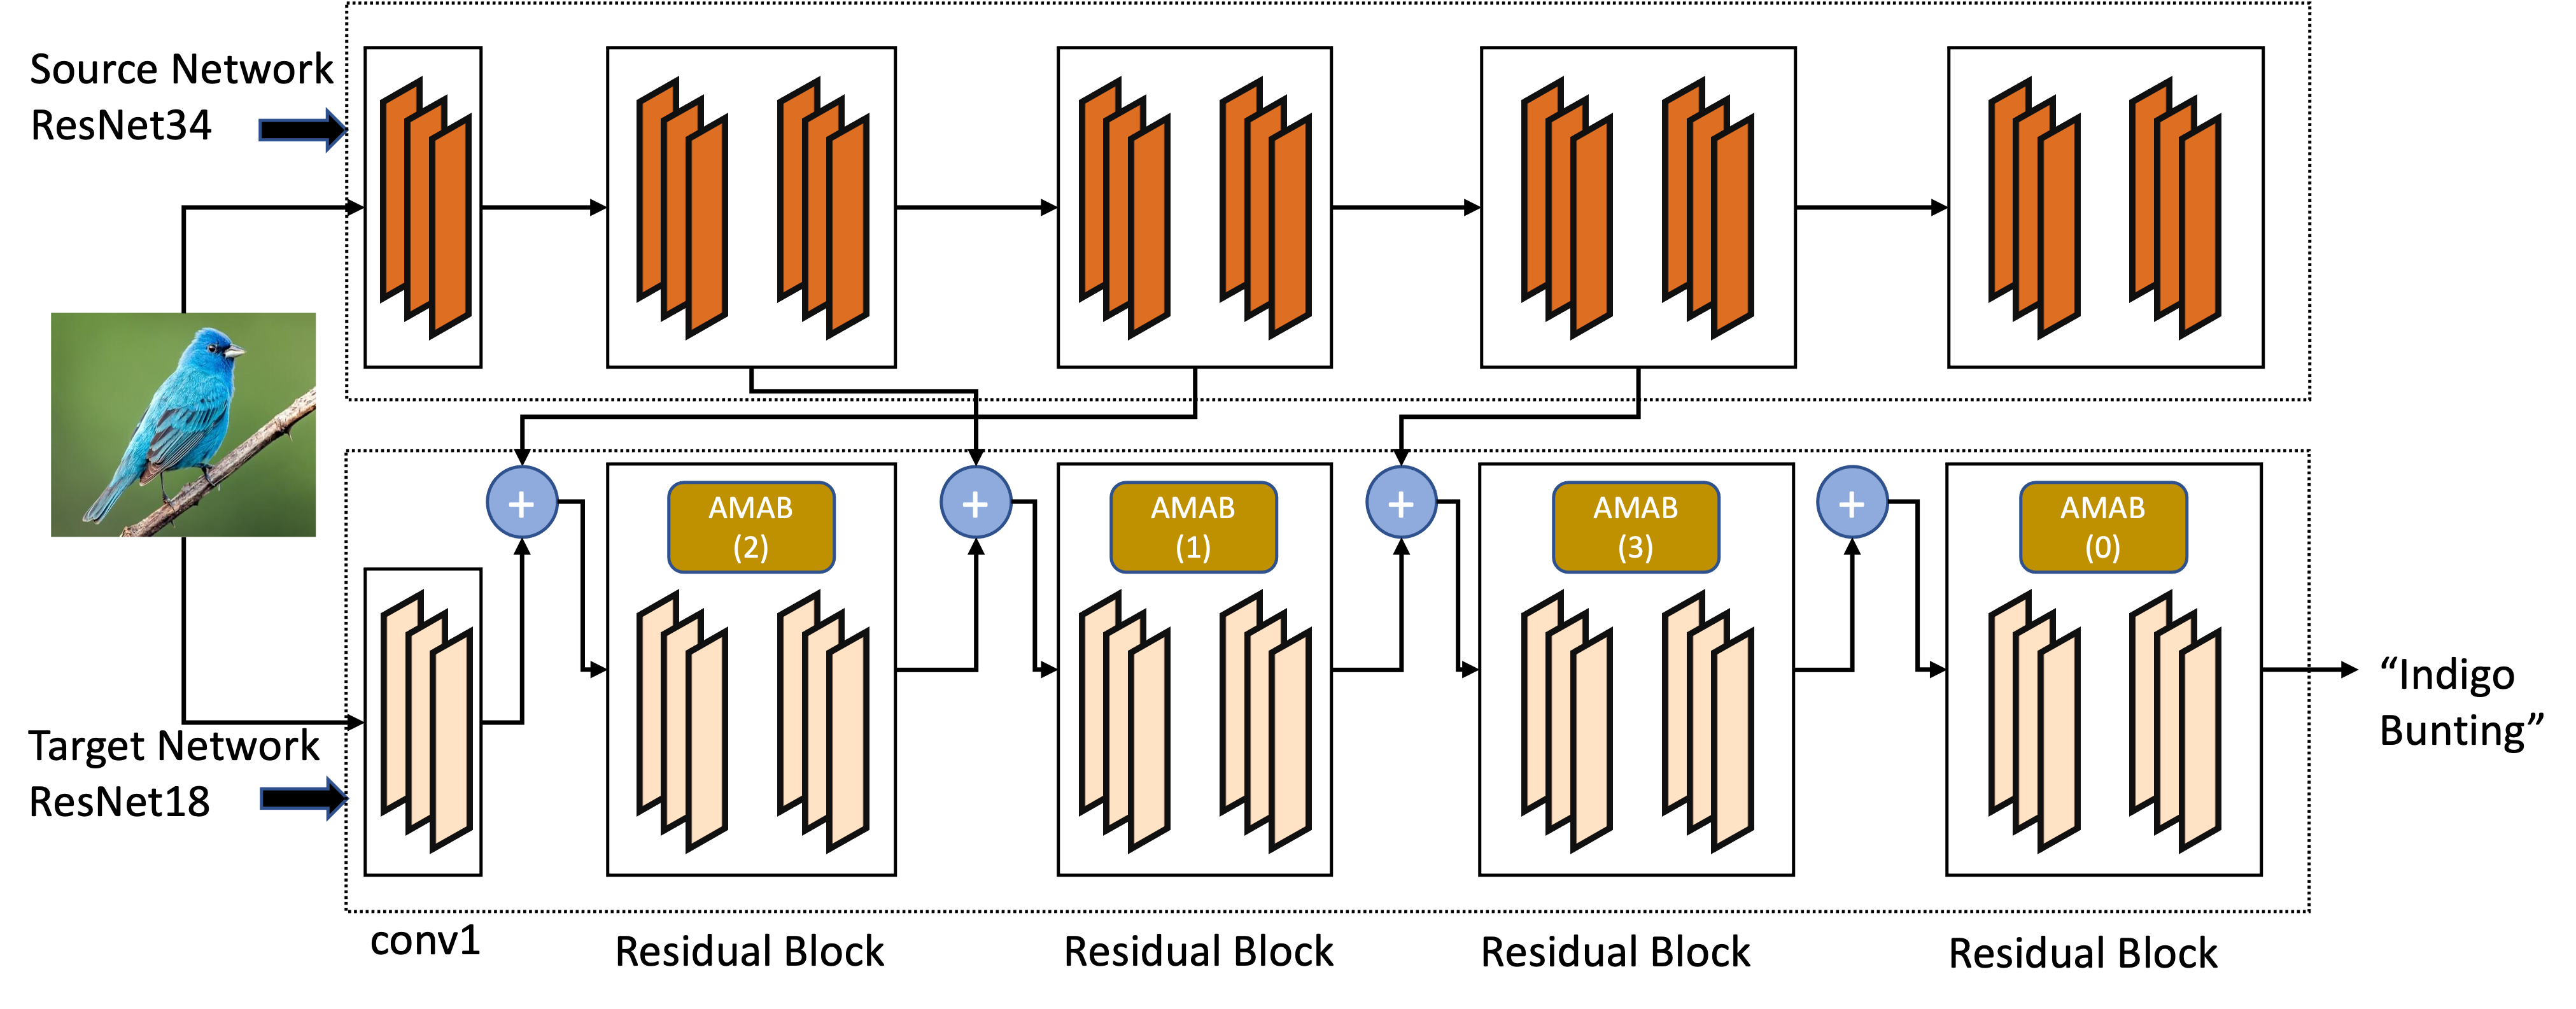 Source Network
ResNet34
+
+
+
+
AMAB
(2)
AMAB
(1)
AMAB
(3)
AMAB
(0)
Target Network
ResNet18
“Indigo
Bunting”
conv1
Residual Block
Residual Block
Residual Block
Residual Block